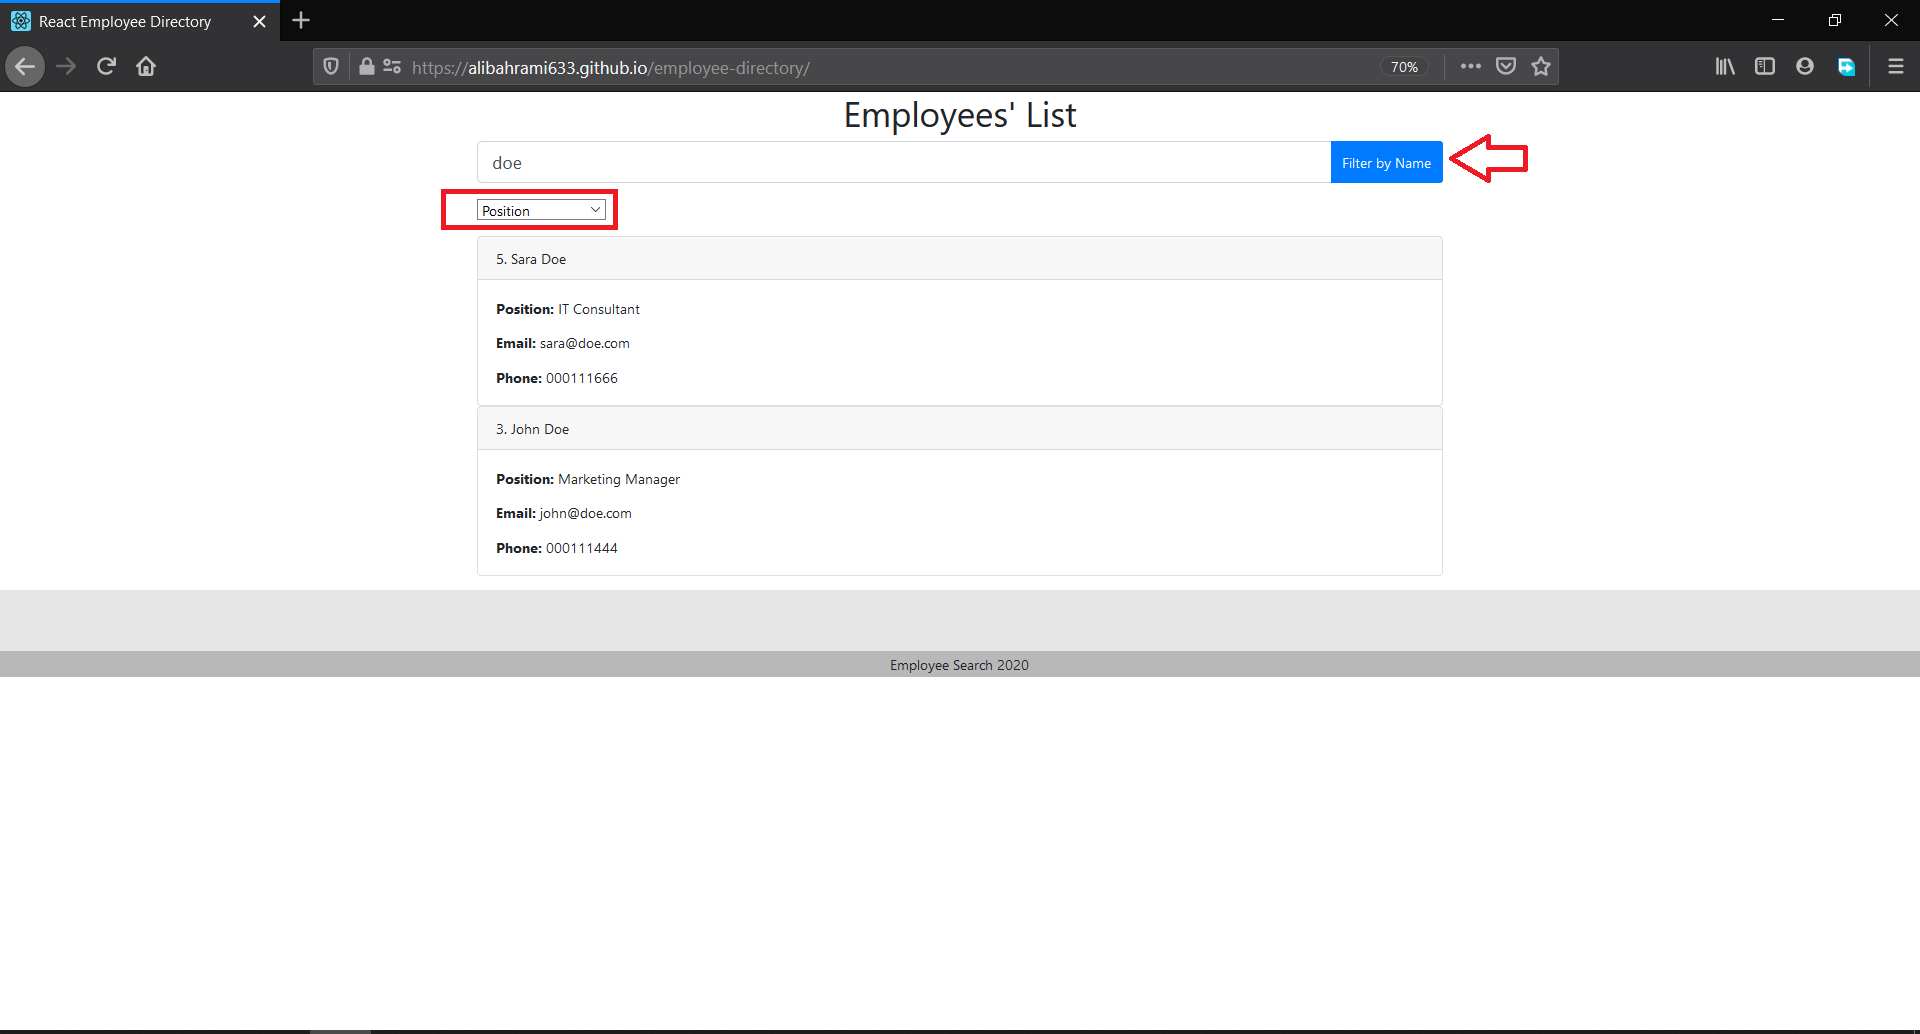 React Employee Directory
https://alibahrami633.github.io/employee-directory/
70%
Employees' List
doe
Filter by Name
Position
5. Sara Doe
Position: IT Consultant
Email: sara@doe.com
Phone: 000111666
3. John Doe
Position: Marketing Manager
Email: john@doe.com
Phone: 000111444
Employee Search 2020